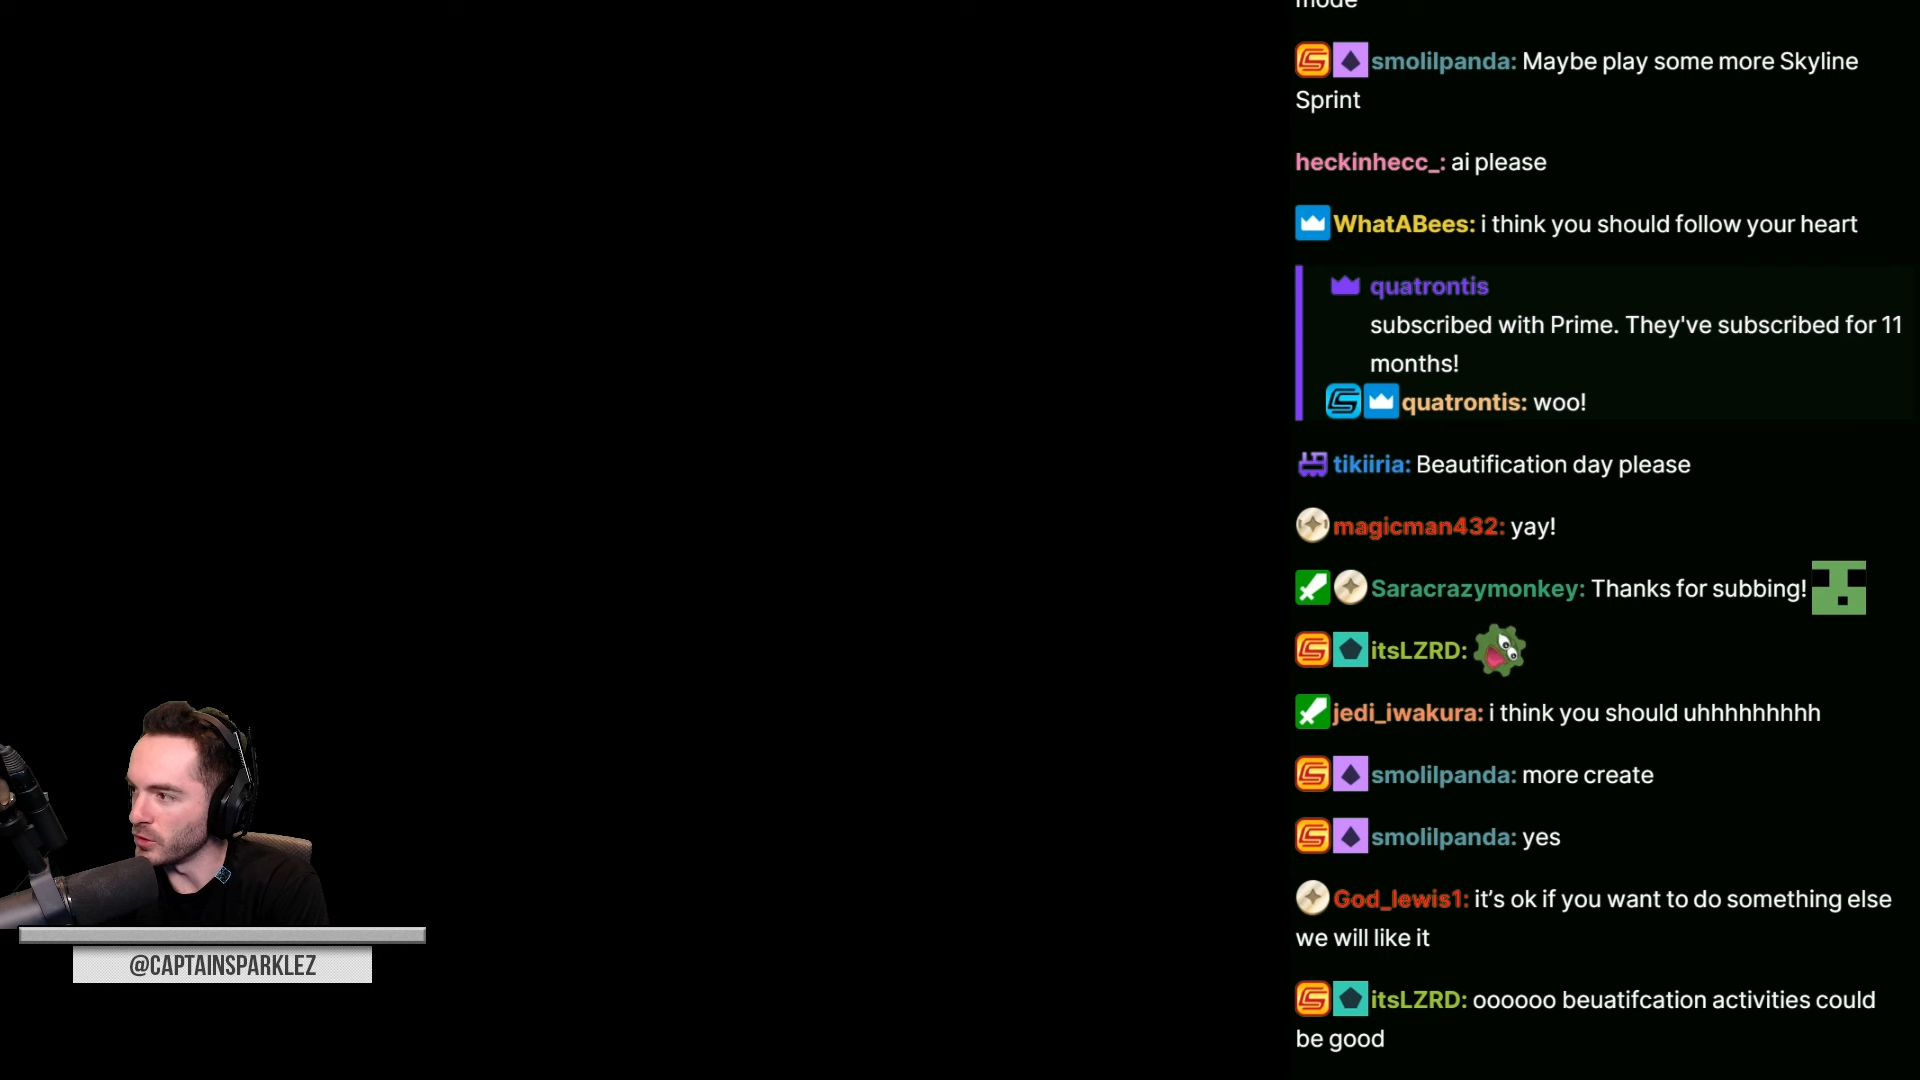 smolilpanda: Maybe play some more Skyline
Sprint
heckinhecc_: ai please
WhatABees: i think you should follow your heart
quatrontis
subscribed with Prime. They've subscribed for 11
months!
quatrontis: woo!
tikiiria: Beautification day please
magicman432: yay!
Saracrazymonkey: Thanks for subbing!
itsLZRD:
jedi_iwakura: i think you should uhhhhhhhhh
smolilpanda: more create
smolilpanda: yes
God_lewis1: it’s ok if you want to do something else
we will like it
itsLZRD: oooooo beuatifcation activities could
be good
@CAPTAINSPARKLEZ